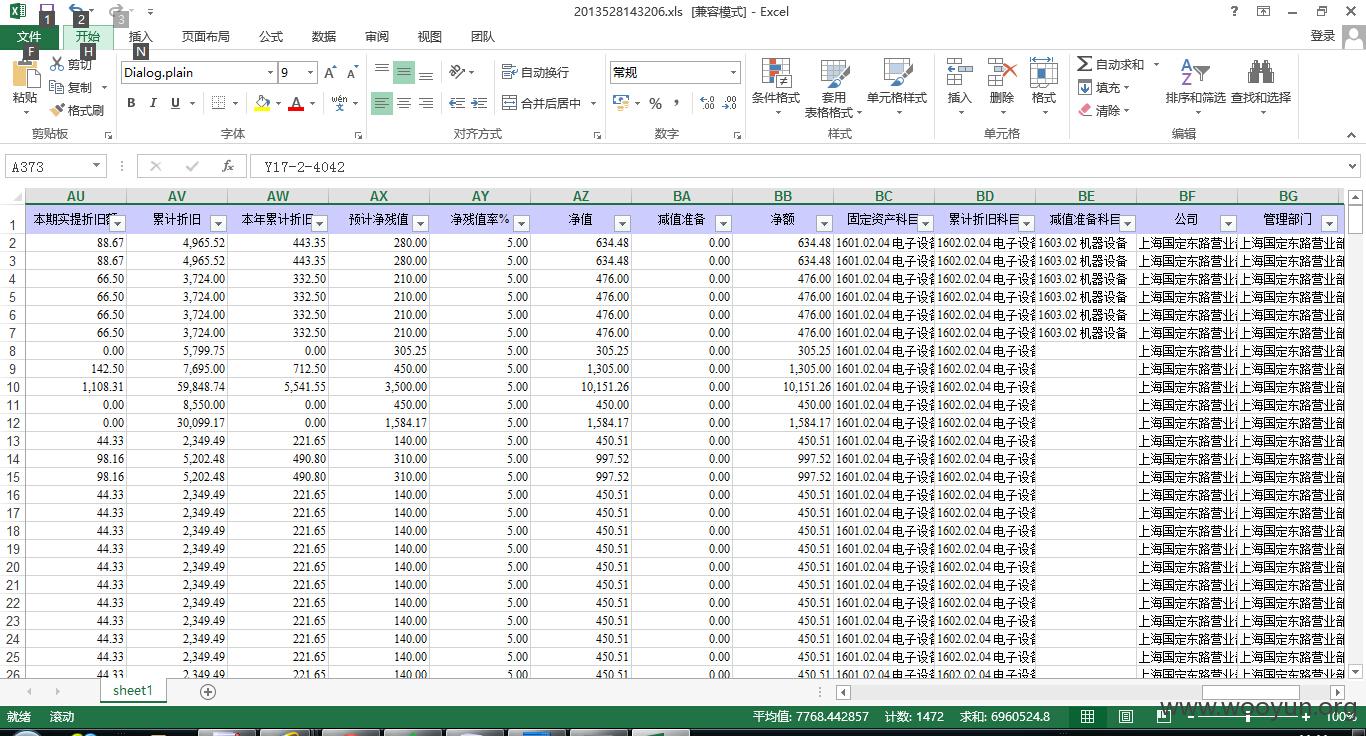 2013528143206.xls [兼容模式] - Excel
1 2 3
文件 开始 插入 页面布局 公式 数据 审阅 视图 团队 登录
F H N
剪切
复制
格式刷
粘贴
Dialog.plain 9
B I U A wén
自动换行
合并后居中
常规
% ,
条件格式 套用表格格式 单元格样式
插入 删除 格式
自动求和
填充
清除
排序和筛选 查找和选择
剪贴板 字体 对齐方式 数字 样式 单元格 编辑
A373 fx Y17-2-4042
AU AV AW AX AY AZ BA BB BC BD BE BF BG
1 本期实提折旧额 累计折旧 本年累计折旧 预计净残值 净残值率% 净值 减值准备 净额 固定资产科目 累计折旧科目 减值准备科目 公司 管理部门
2 88.67 4,965.52 443.35 280.00 5.00 634.48 0.00 634.48 1601.02.04 电子设备 1602.02.04 电子设备 1603.02 机器设备 上海国定东路营业 上海国定东路营业部
3 88.67 4,965.52 443.35 280.00 5.00 634.48 0.00 634.48 1601.02.04 电子设备 1602.02.04 电子设备 1603.02 机器设备 上海国定东路营业 上海国定东路营业部
4 66.50 3,724.00 332.50 210.00 5.00 476.00 0.00 476.00 1601.02.04 电子设备 1602.02.04 电子设备 1603.02 机器设备 上海国定东路营业 上海国定东路营业部
5 66.50 3,724.00 332.50 210.00 5.00 476.00 0.00 476.00 1601.02.04 电子设备 1602.02.04 电子设备 1603.02 机器设备 上海国定东路营业 上海国定东路营业部
6 66.50 3,724.00 332.50 210.00 5.00 476.00 0.00 476.00 1601.02.04 电子设备 1602.02.04 电子设备 1603.02 机器设备 上海国定东路营业 上海国定东路营业部
7 66.50 3,724.00 332.50 210.00 5.00 476.00 0.00 476.00 1601.02.04 电子设备 1602.02.04 电子设备 1603.02 机器设备 上海国定东路营业 上海国定东路营业部
8 0.00 5,799.75 0.00 305.25 5.00 305.25 0.00 305.25 1601.02.04 电子设备 1602.02.04 电子设备 上海国定东路营业 上海国定东路营业部
9 142.50 7,695.00 712.50 450.00 5.00 1,305.00 0.00 1,305.00 1601.02.04 电子设备 1602.02.04 电子设备 上海国定东路营业 上海国定东路营业部
10 1,108.31 59,848.74 5,541.55 3,500.00 5.00 10,151.26 0.00 10,151.26 1601.02.04 电子设备 1602.02.04 电子设备 上海国定东路营业 上海国定东路营业部
11 0.00 8,550.00 0.00 450.00 5.00 450.00 0.00 450.00 1601.02.04 电子设备 1602.02.04 电子设备 上海国定东路营业 上海国定东路营业部
12 0.00 30,099.17 0.00 1,584.17 5.00 1,584.17 0.00 1,584.17 1601.02.04 电子设备 1602.02.04 电子设备 上海国定东路营业 上海国定东路营业部
13 44.33 2,349.49 221.65 140.00 5.00 450.51 0.00 450.51 1601.02.04 电子设备 1602.02.04 电子设备 上海国定东路营业 上海国定东路营业部
14 98.16 5,202.48 490.80 310.00 5.00 997.52 0.00 997.52 1601.02.04 电子设备 1602.02.04 电子设备 上海国定东路营业 上海国定东路营业部
15 98.16 5,202.48 490.80 310.00 5.00 997.52 0.00 997.52 1601.02.04 电子设备 1602.02.04 电子设备 上海国定东路营业 上海国定东路营业部
16 44.33 2,349.49 221.65 140.00 5.00 450.51 0.00 450.51 1601.02.04 电子设备 1602.02.04 电子设备 上海国定东路营业 上海国定东路营业部
17 44.33 2,349.49 221.65 140.00 5.00 450.51 0.00 450.51 1601.02.04 电子设备 1602.02.04 电子设备 上海国定东路营业 上海国定东路营业部
18 44.33 2,349.49 221.65 140.00 5.00 450.51 0.00 450.51 1601.02.04 电子设备 1602.02.04 电子设备 上海国定东路营业 上海国定东路营业部
19 44.33 2,349.49 221.65 140.00 5.00 450.51 0.00 450.51 1601.02.04 电子设备 1602.02.04 电子设备 上海国定东路营业 上海国定东路营业部
20 44.33 2,349.49 221.65 140.00 5.00 450.51 0.00 450.51 1601.02.04 电子设备 1602.02.04 电子设备 上海国定东路营业 上海国定东路营业部
21 44.33 2,349.49 221.65 140.00 5.00 450.51 0.00 450.51 1601.02.04 电子设备 1602.02.04 电子设备 上海国定东路营业 上海国定东路营业部
22 44.33 2,349.49 221.65 140.00 5.00 450.51 0.00 450.51 1601.02.04 电子设备 1602.02.04 电子设备 上海国定东路营业 上海国定东路营业部
23 44.33 2,349.49 221.65 140.00 5.00 450.51 0.00 450.51 1601.02.04 电子设备 1602.02.04 电子设备 上海国定东路营业 上海国定东路营业部
24 44.33 2,349.49 221.65 140.00 5.00 450.51 0.00 450.51 1601.02.04 电子设备 1602.02.04 电子设备 上海国定东路营业 上海国定东路营业部
25 44.33 2,349.49 221.65 140.00 5.00 450.51 0.00 450.51 1601.02.04 电子设备 1602.02.04 电子设备 上海国定东路营业 上海国定东路营业部
26 44.33 2,349.49 221.65 140.00 5.00 450.51 0.00 450.51 1601.02.04 电子设备 1602.02.04 电子设备 上海国定东路营业 上海国定东路营业部
sheet1
就绪 滚动 平均值: 7768.442857 计数: 1472 求和: 6960524.8 100%
www.wooyun.org